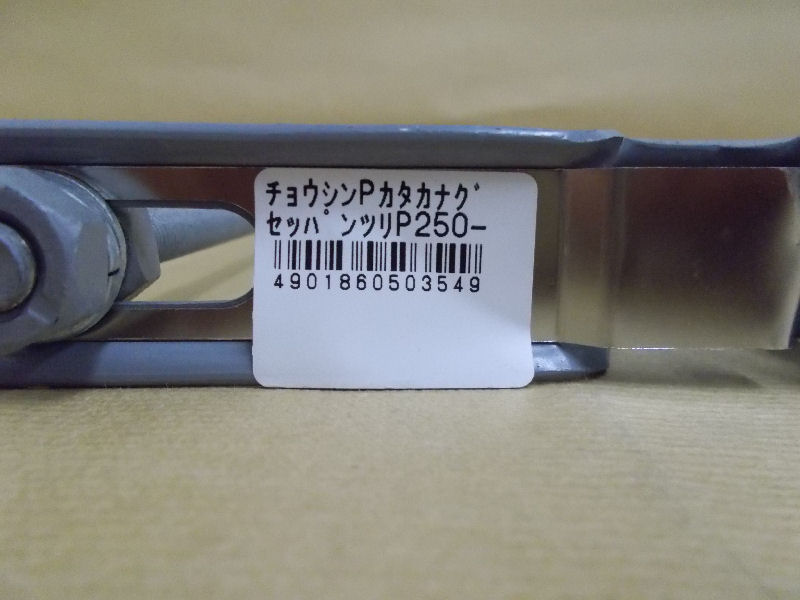 ﾁｮｳｼﾝPｶﾀｶﾅｸﾞ
ｾｯﾊﾟﾝﾂﾘP250-
4901860503549